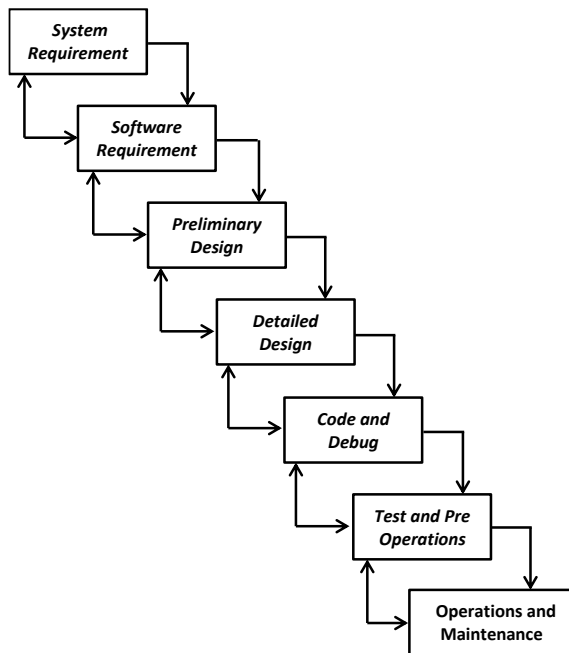 System
Requirement
Software
Requirement
Preliminary
Design
Detailed
Design
Code and
Debug
Test and Pre
Operations
Operations and
Maintenance